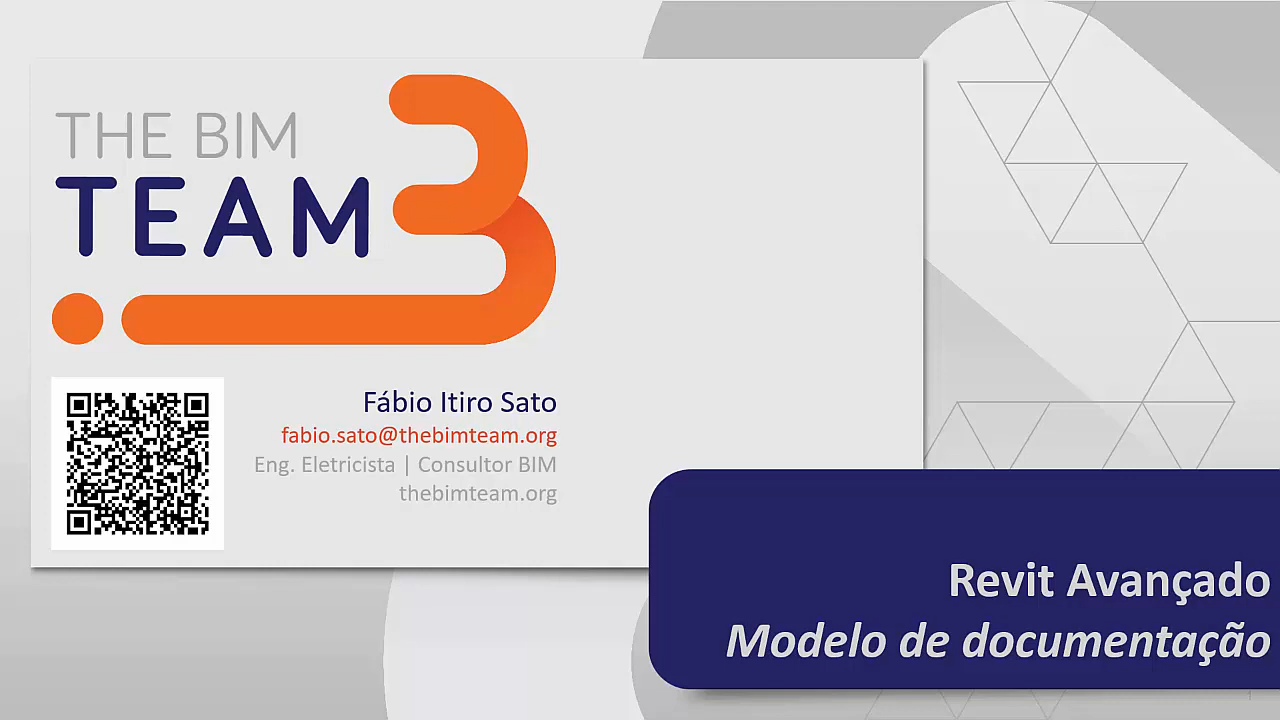 THE BIM
TEAM
Fábio Itiro Sato
fabio.sato@thebimteam.org
Eng. Eletricista | Consultor BIM
thebimteam.org
Revit Avançado
Modelo de documentação